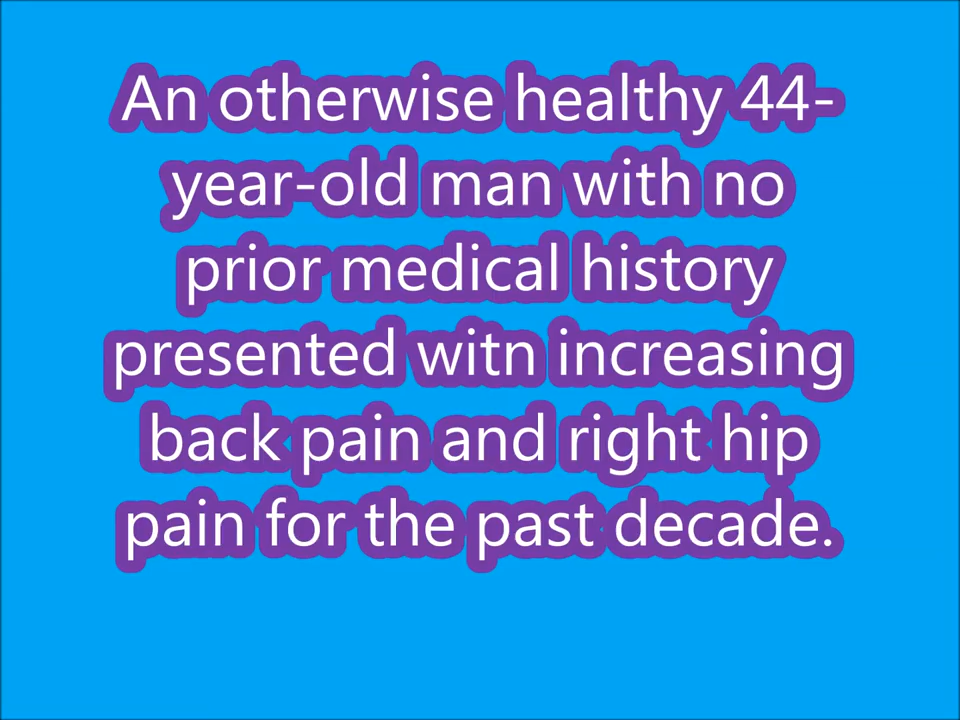 An otherwise healthy 44-
year-old man with no
prior medical history
presented witn increasing
back pain and right hip
pain for the past decade.